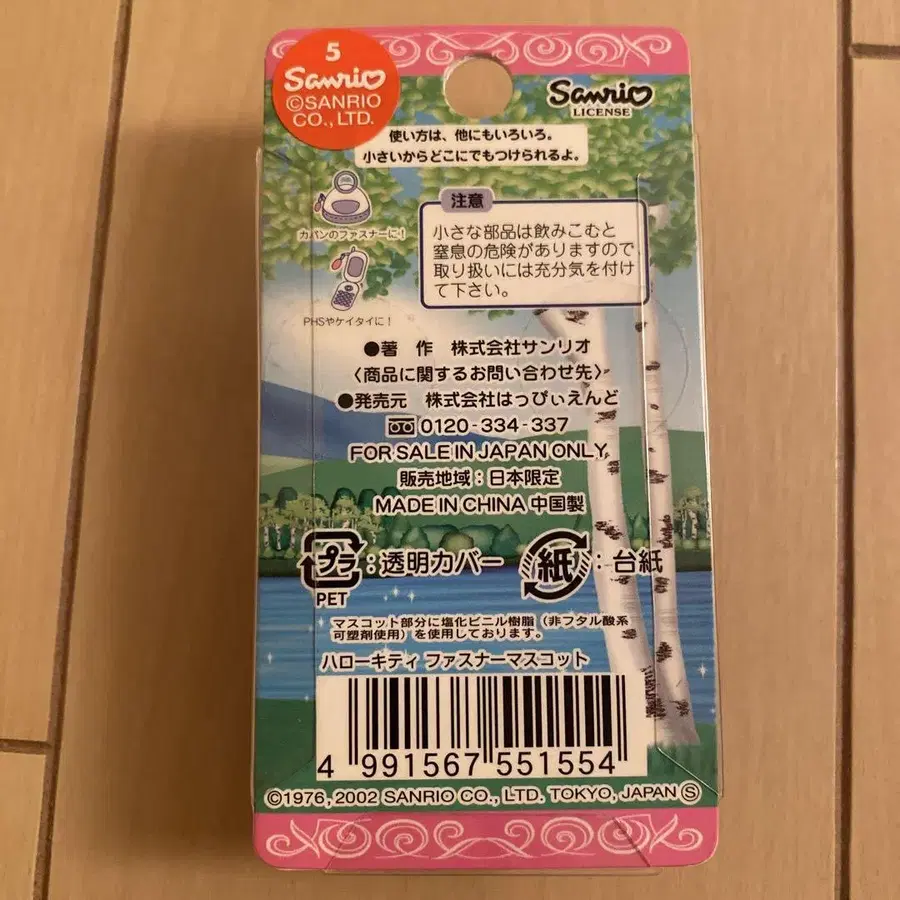 5
Sanrio
©SANRIO
CO., LTD.
Sanrio
LICENSE
使い方は、他にもいろいろ。
小さいからどこにでもつけられるよ。
カバンのファスナーに!
PHSやケイタイに!
注意
小さな部品は飲みこむと
窒息の危険がありますので
取り扱いには充分気を付け
て下さい。
●著 作 株式会社サンリオ
〈商品に関するお問い合わせ先〉
●発売元 株式会社はっぴぃえんど
0120-334-337
FOR SALE IN JAPAN ONLY
販売地域:日本限定
MADE IN CHINA 中国製
プラ:透明カバー
PET
紙:台紙
マスコット部分に塩化ビニル樹脂(非フタル酸系
可塑剤使用)を使用しております。
ハローキティ ファスナーマスコット
4 991567 551554
©1976, 2002 SANRIO CO., LTD. TOKYO, JAPAN Ⓢ